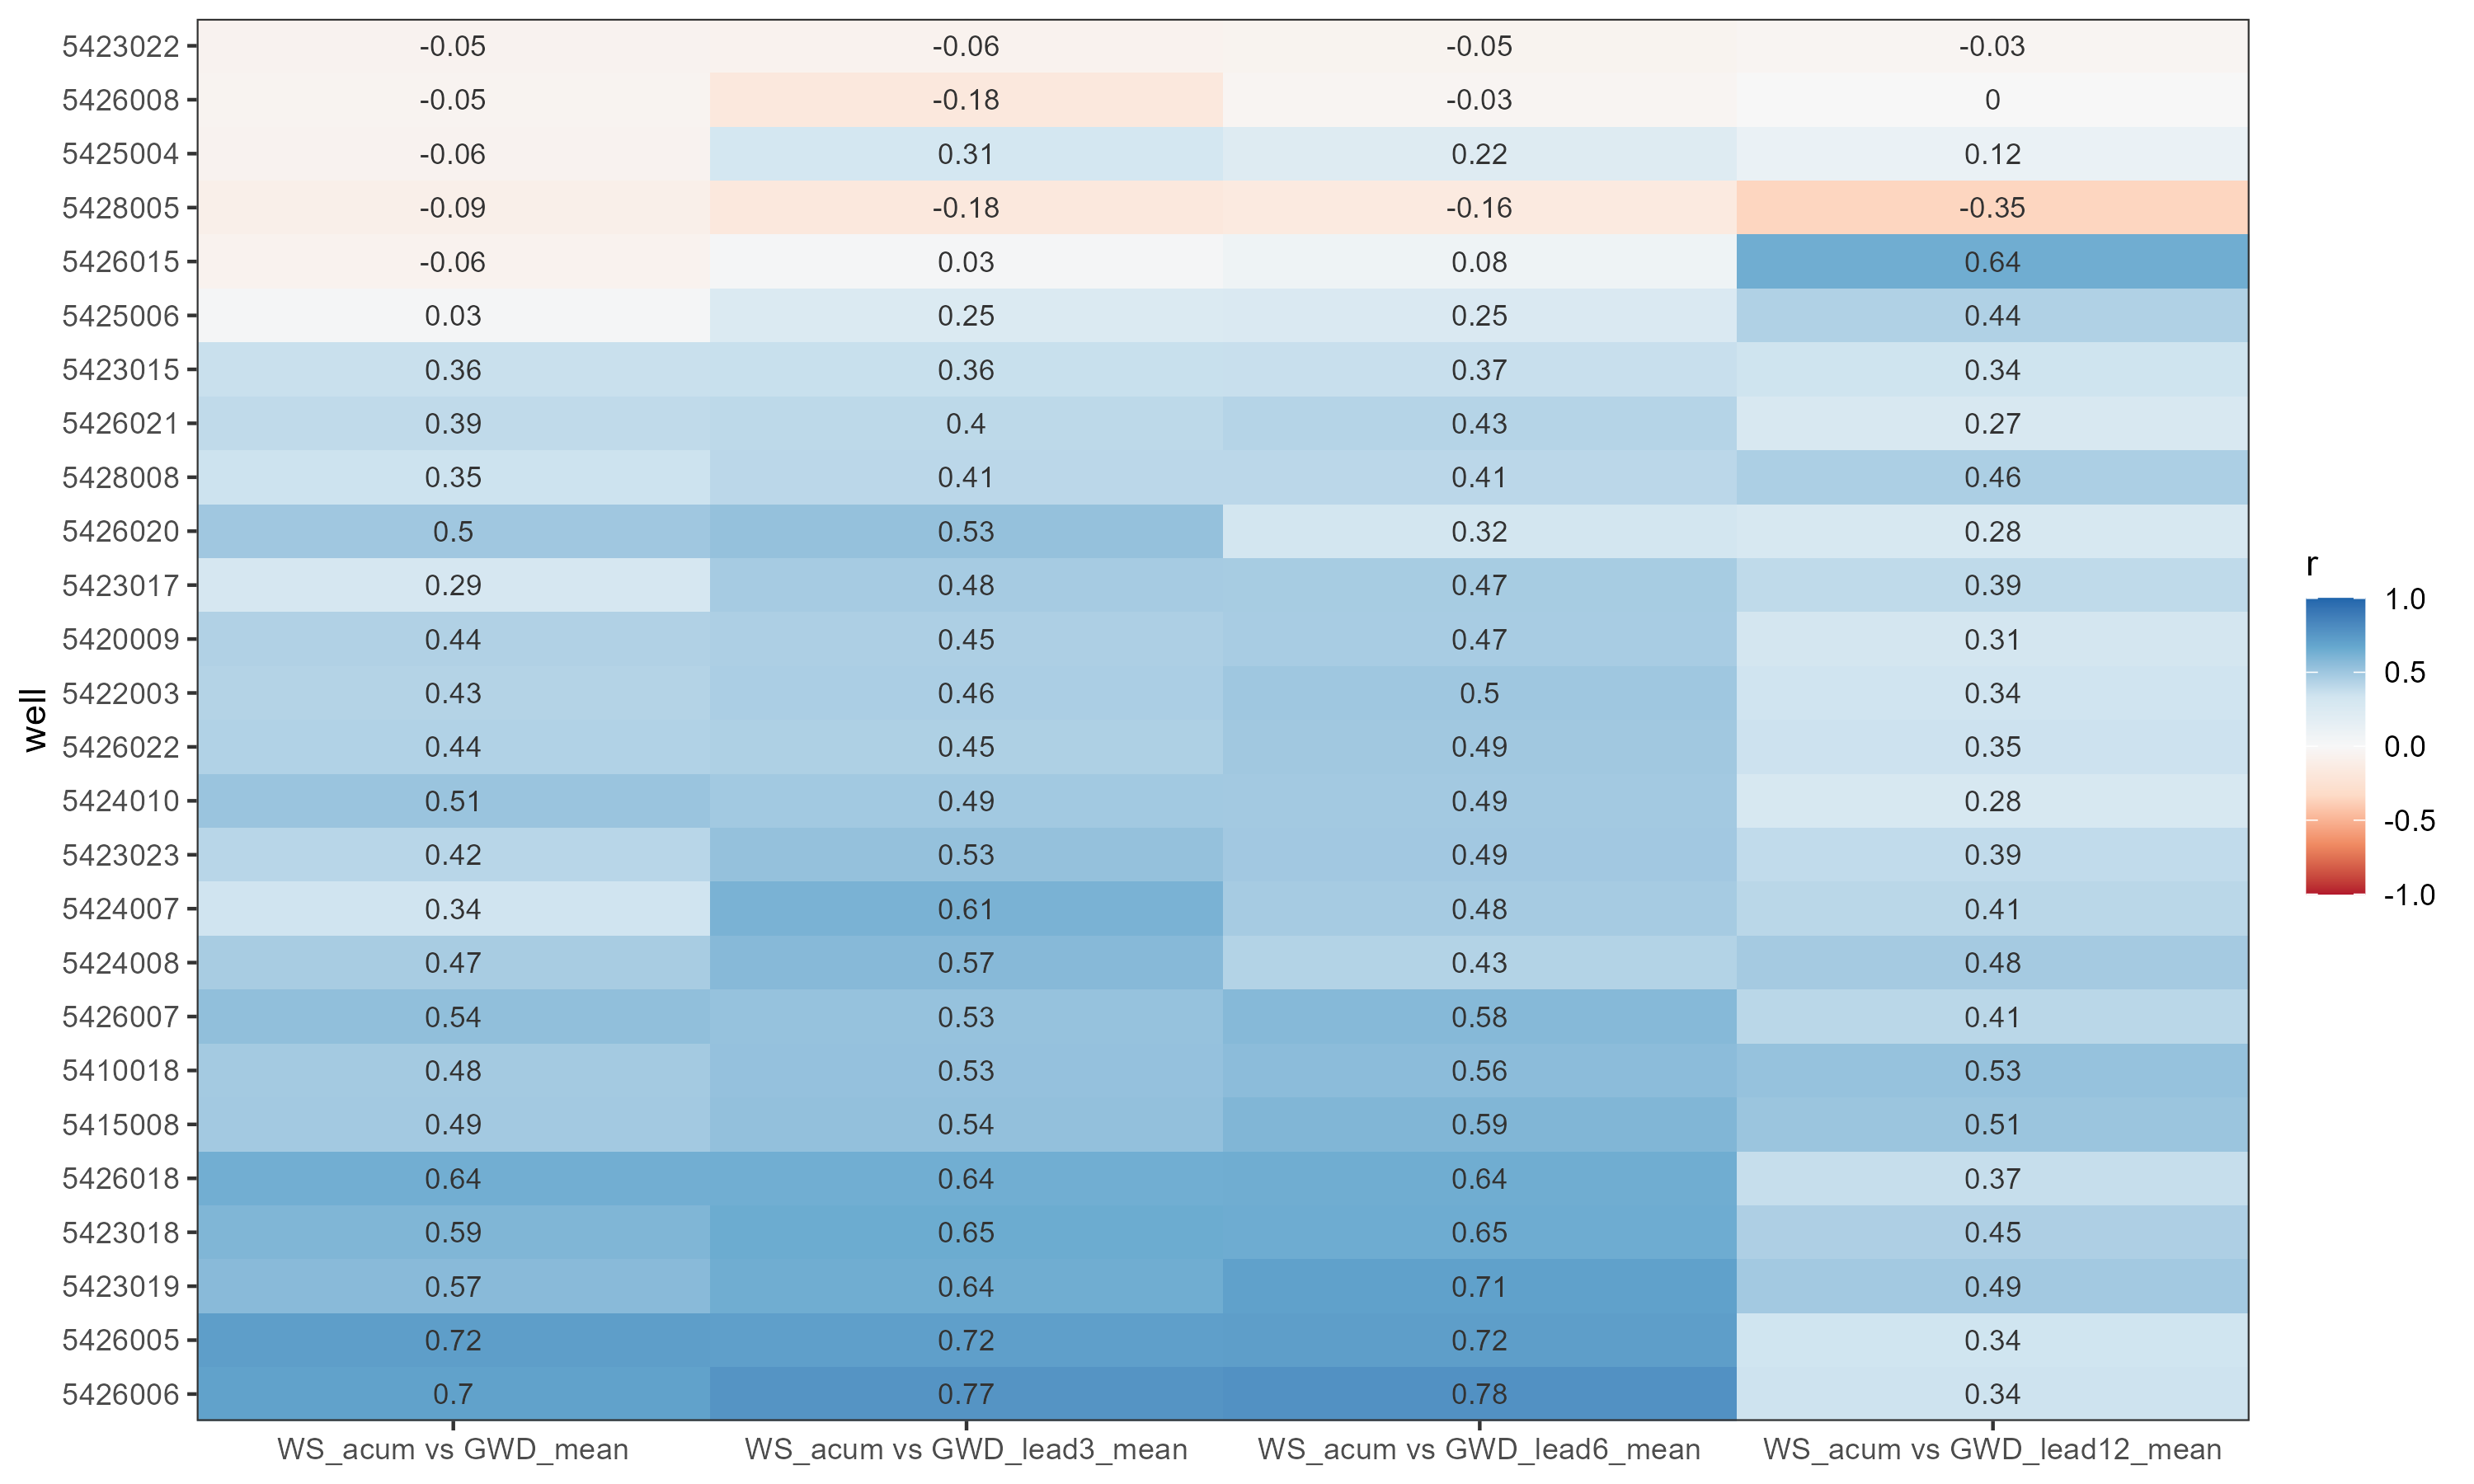 5423022 -0.05 -0.06 -0.05 -0.03
5426008 -0.05 -0.18 -0.03 0
5425004 -0.06 0.31 0.22 0.12
5428005 -0.09 -0.18 -0.16 -0.35
5426015 -0.06 0.03 0.08 0.64
5425006 0.03 0.25 0.25 0.44
5423015 0.36 0.36 0.37 0.34
5426021 0.39 0.4 0.43 0.27
5428008 0.35 0.41 0.41 0.46
5426020 0.5 0.53 0.32 0.28
5423017 0.29 0.48 0.47 0.39
5420009 0.44 0.45 0.47 0.31
5422003 0.43 0.46 0.5 0.34
5426022 0.44 0.45 0.49 0.35
5424010 0.51 0.49 0.49 0.28
5423023 0.42 0.53 0.49 0.39
5424007 0.34 0.61 0.48 0.41
5424008 0.47 0.57 0.43 0.48
5426007 0.54 0.53 0.58 0.41
5410018 0.48 0.53 0.56 0.53
5415008 0.49 0.54 0.59 0.51
5426018 0.64 0.64 0.64 0.37
5423018 0.59 0.65 0.65 0.45
5423019 0.57 0.64 0.71 0.49
5426005 0.72 0.72 0.72 0.34
5426006 0.7 0.77 0.78 0.34
WS_acum vs GWD_mean WS_acum vs GWD_lead3_mean WS_acum vs GWD_lead6_mean WS_acum vs GWD_lead12_mean
well
r
1.0
0.5
0.0
-0.5
-1.0